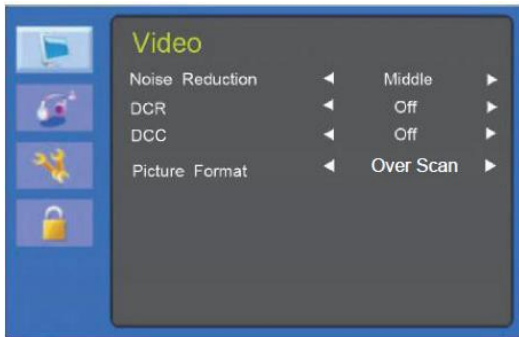 Video
Noise Reduction Middle
DCR Off
DCC Off
Picture Format Over Scan